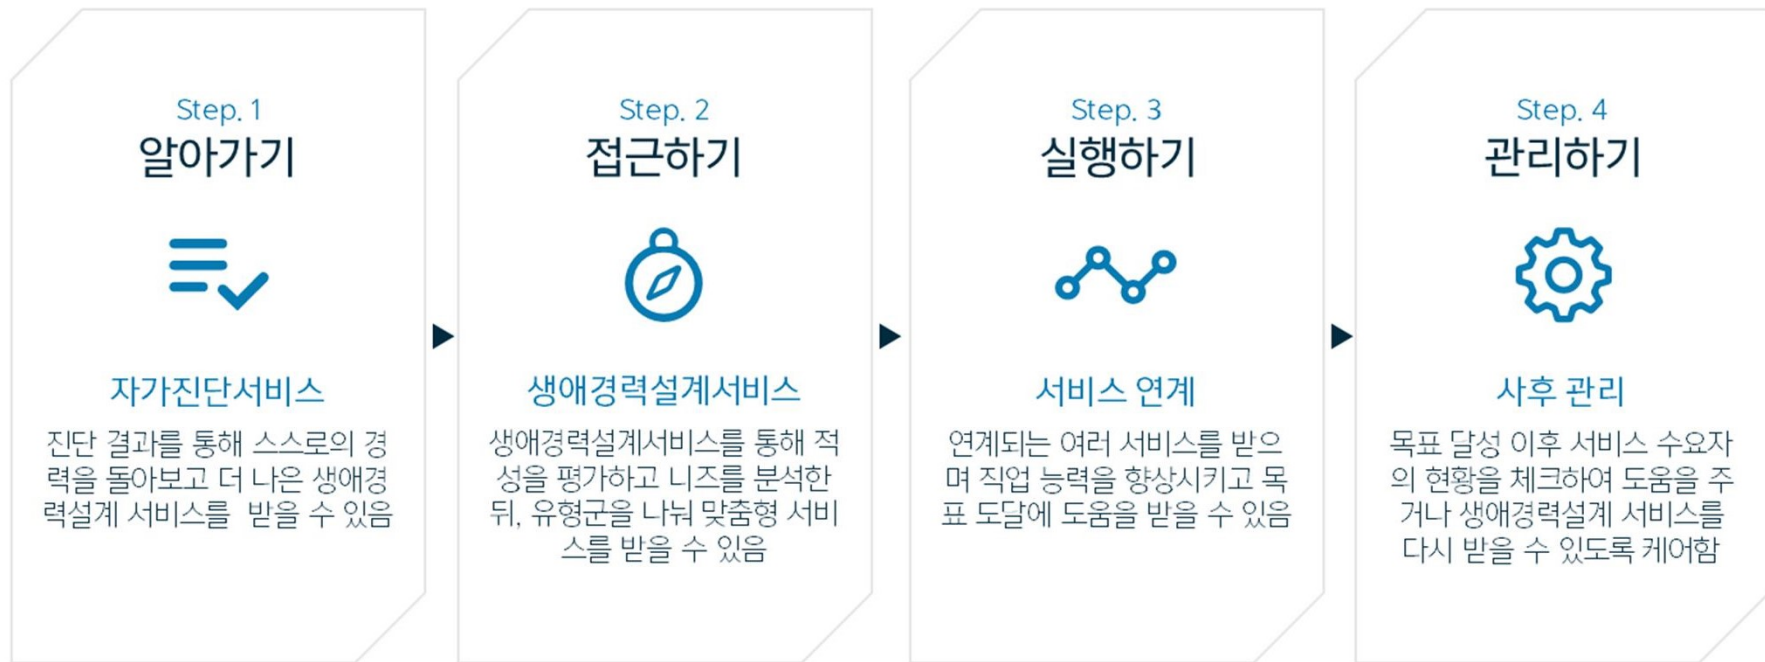 Step. 1
알아가기
자가진단서비스
진단 결과를 통해 스스로의 경
력을 돌아보고 더 나은 생애경
력설계 서비스를 받을 수 있음
Step. 2
접근하기
생애경력설계서비스
생애경력설계서비스를 통해 적
성을 평가하고 니즈를 분석한
뒤, 유형군을 나눠 맞춤형 서비
스를 받을 수 있음
Step. 3
실행하기
서비스 연계
연계되는 여러 서비스를 받으
며 직업 능력을 향상시키고 목
표 도달에 도움을 받을 수 있음
Step. 4
관리하기
사후 관리
목표 달성 이후 서비스 수요자
의 현황을 체크하여 도움을 주
거나 생애경력설계 서비스를
다시 받을 수 있도록 케어함